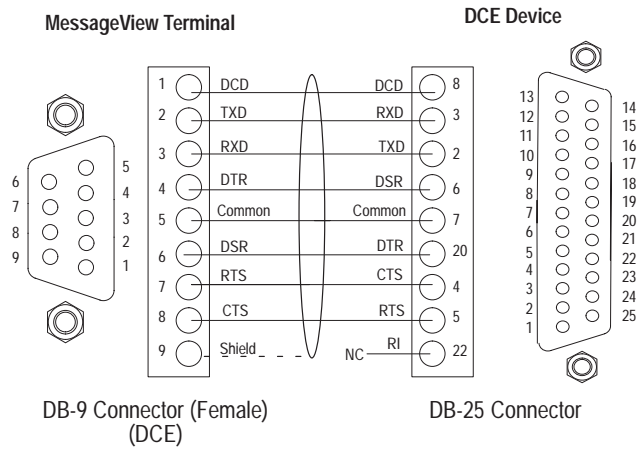 MessageView Terminal
DCE Device
1 DCD DCD 8
2 TXD RXD 3
3 RXD TXD 2
4 DTR DSR 6
5 Common Common 7
6 DSR DTR 20
7 RTS CTS 4
8 CTS RTS 5
9 Shield NC RI 22
5
4
3
2
1
6
7
8
9
13
12
11
10
9
8
7
6
5
4
3
2
1
14
15
16
17
18
19
20
21
22
23
24
25
DB-9 Connector (Female)
(DCE)
DB-25 Connector